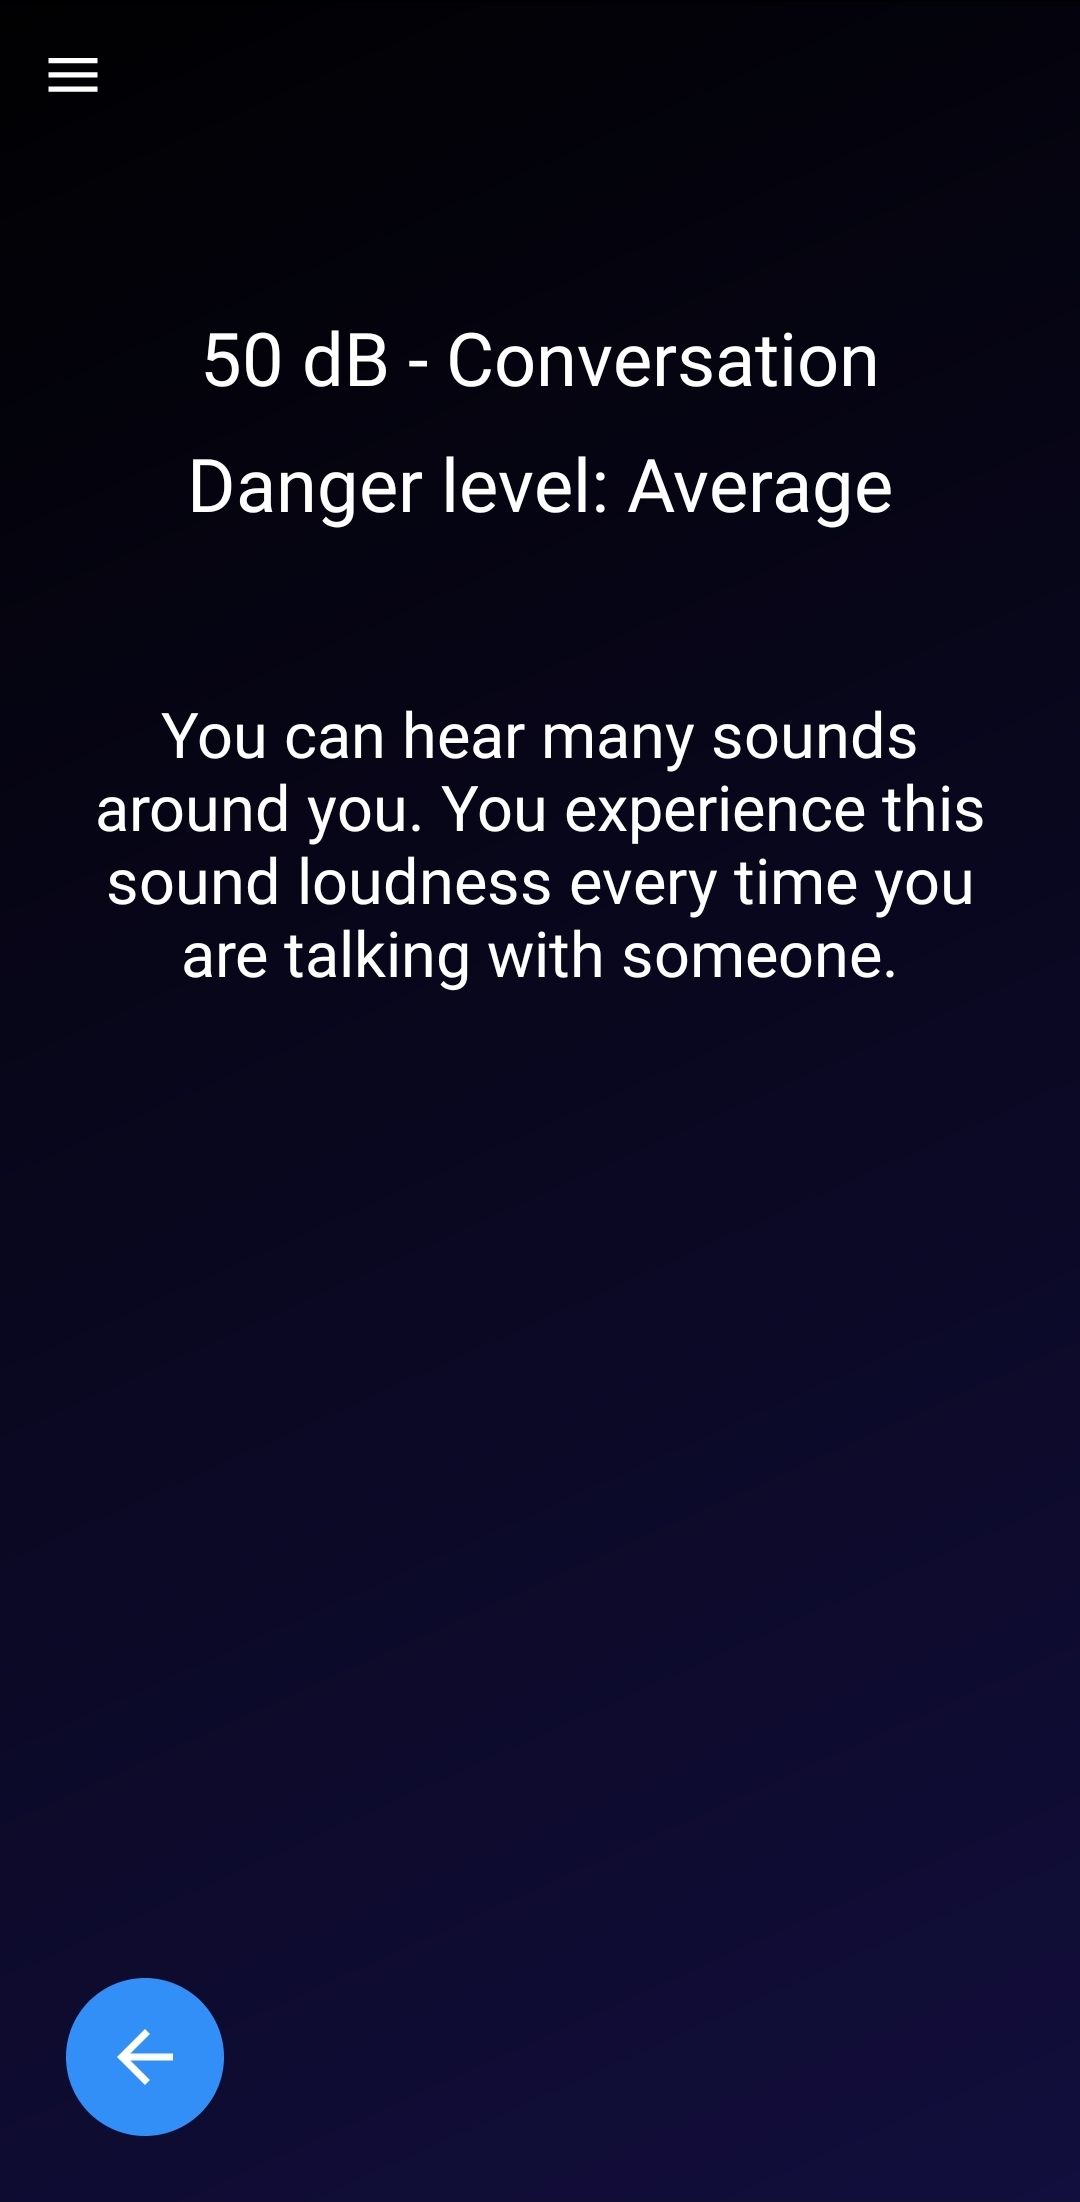 50 dB - Conversation
Danger level: Average
You can hear many sounds
around you. You experience this
sound loudness every time you
are talking with someone.